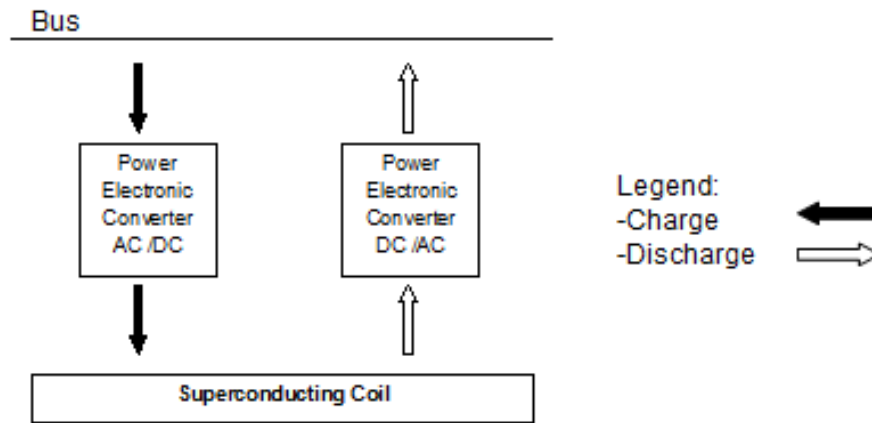 Bus
Power
Electronic
Converter
AC /DC
Power
Electronic
Converter
DC /AC
Legend:
-Charge
-Discharge
Superconducting Coil